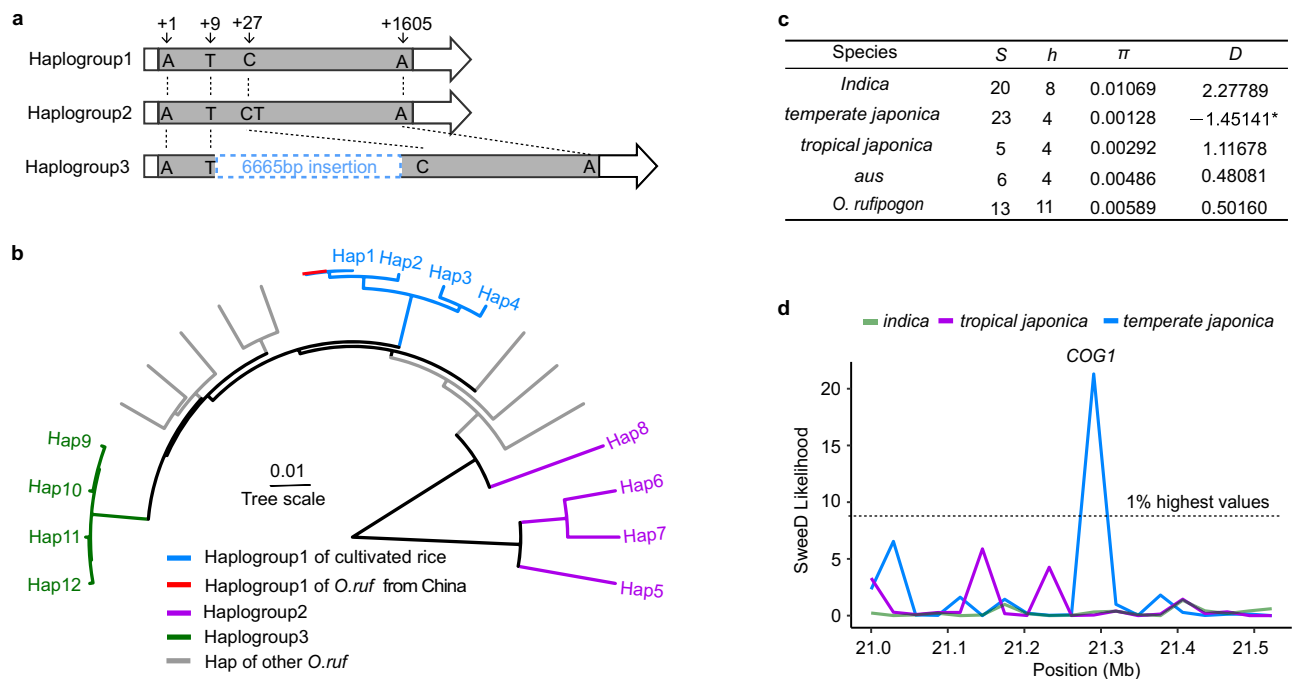 a
+1 +9 +27 +1605
Haplogroup1 A T C A
Haplogroup2 A T CT A
Haplogroup3 A T 6665bp insertion C A
b
Hap1
Hap2
Hap3
Hap4
Hap8
Hap6
Hap7
Hap5
Hap9
Hap10
Hap11
Hap12
0.01
Tree scale
Haplogroup1 of cultivated rice
Haplogroup1 of O.ruf from China
Haplogroup2
Haplogroup3
Hap of other O.ruf
c
Species S h π D
Indica 20 8 0.01069 2.27789
temperate japonica 23 4 0.00128 −1.45141*
tropical japonica 5 4 0.00292 1.11678
aus 6 4 0.00486 0.48081
O. rufipogon 13 11 0.00589 0.50160
d
indica tropical japonica temperate japonica
COG1
1% highest values
SweeD Likelihood
20
15
10
5
0
21.0 21.1 21.2 21.3 21.4 21.5
Position (Mb)